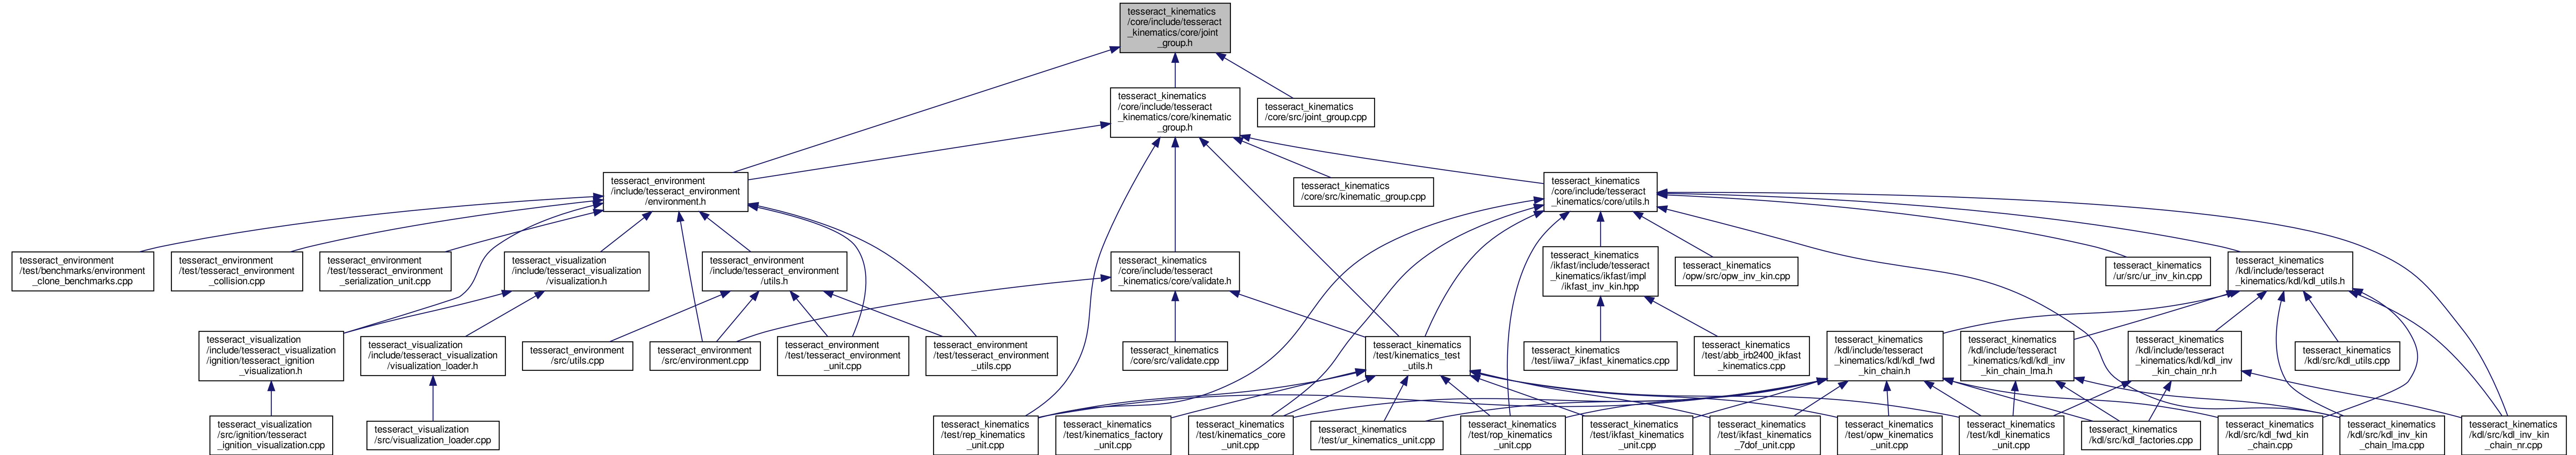 tesseract_kinematics
/core/include/tesseract
_kinematics/core/joint
_group.h
tesseract_kinematics
/core/include/tesseract
_kinematics/core/kinematic
_group.h
tesseract_kinematics
/core/src/joint_group.cpp
tesseract_environment
/include/tesseract_environment
/environment.h
tesseract_kinematics
/core/src/kinematic_group.cpp
tesseract_kinematics
/core/include/tesseract
_kinematics/core/utils.h
tesseract_environment
/test/benchmarks/environment
_clone_benchmarks.cpp
tesseract_environment
/test/tesseract_environment
_collision.cpp
tesseract_environment
/test/tesseract_environment
_serialization_unit.cpp
tesseract_visualization
/include/tesseract_visualization
/visualization.h
tesseract_environment
/include/tesseract_environment
/utils.h
tesseract_kinematics
/core/include/tesseract
_kinematics/core/validate.h
tesseract_kinematics
/ikfast/include/tesseract
_kinematics/ikfast/impl
/ikfast_inv_kin.hpp
tesseract_kinematics
/opw/src/opw_inv_kin.cpp
tesseract_kinematics
/ur/src/ur_inv_kin.cpp
tesseract_kinematics
/kdl/include/tesseract
_kinematics/kdl/kdl_utils.h
tesseract_visualization
/include/tesseract_visualization
/ignition/tesseract_ignition
_visualization.h
tesseract_visualization
/include/tesseract_visualization
/visualization_loader.h
tesseract_environment
/src/utils.cpp
tesseract_environment
/src/environment.cpp
tesseract_environment
/test/tesseract_environment
_unit.cpp
tesseract_environment
/test/tesseract_environment
_utils.cpp
tesseract_kinematics
/core/src/validate.cpp
tesseract_kinematics
/test/kinematics_test
_utils.h
tesseract_kinematics
/test/iiwa7_ikfast_kinematics.cpp
tesseract_kinematics
/test/abb_irb2400_ikfast
_kinematics.cpp
tesseract_kinematics
/kdl/include/tesseract
_kinematics/kdl/kdl_fwd
_kin_chain.h
tesseract_kinematics
/kdl/include/tesseract
_kinematics/kdl/kdl_inv
_kin_chain_lma.h
tesseract_kinematics
/kdl/include/tesseract
_kinematics/kdl/kdl_inv
_kin_chain_nr.h
tesseract_kinematics
/kdl/src/kdl_utils.cpp
tesseract_visualization
/src/ignition/tesseract
_ignition_visualization.cpp
tesseract_visualization
/src/visualization_loader.cpp
tesseract_kinematics
/test/rep_kinematics
_unit.cpp
tesseract_kinematics
/test/kinematics_factory
_unit.cpp
tesseract_kinematics
/test/kinematics_core
_unit.cpp
tesseract_kinematics
/test/ur_kinematics_unit.cpp
tesseract_kinematics
/test/rop_kinematics
_unit.cpp
tesseract_kinematics
/test/ikfast_kinematics
_unit.cpp
tesseract_kinematics
/test/ikfast_kinematics
_7dof_unit.cpp
tesseract_kinematics
/test/opw_kinematics
_unit.cpp
tesseract_kinematics
/test/kdl_kinematics
_unit.cpp
tesseract_kinematics
/kdl/src/kdl_factories.cpp
tesseract_kinematics
/kdl/src/kdl_fwd_kin
_chain.cpp
tesseract_kinematics
/kdl/src/kdl_inv_kin
_chain_lma.cpp
tesseract_kinematics
/kdl/src/kdl_inv_kin
_chain_nr.cpp